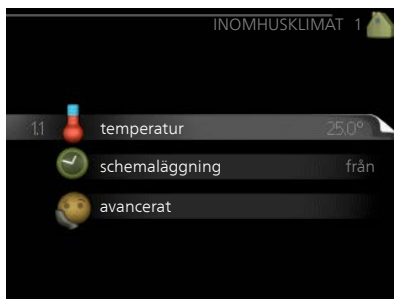 INOMHUSKLIMAT 1
1.1 temperatur 25.0°
schemaläggning från
avancerat